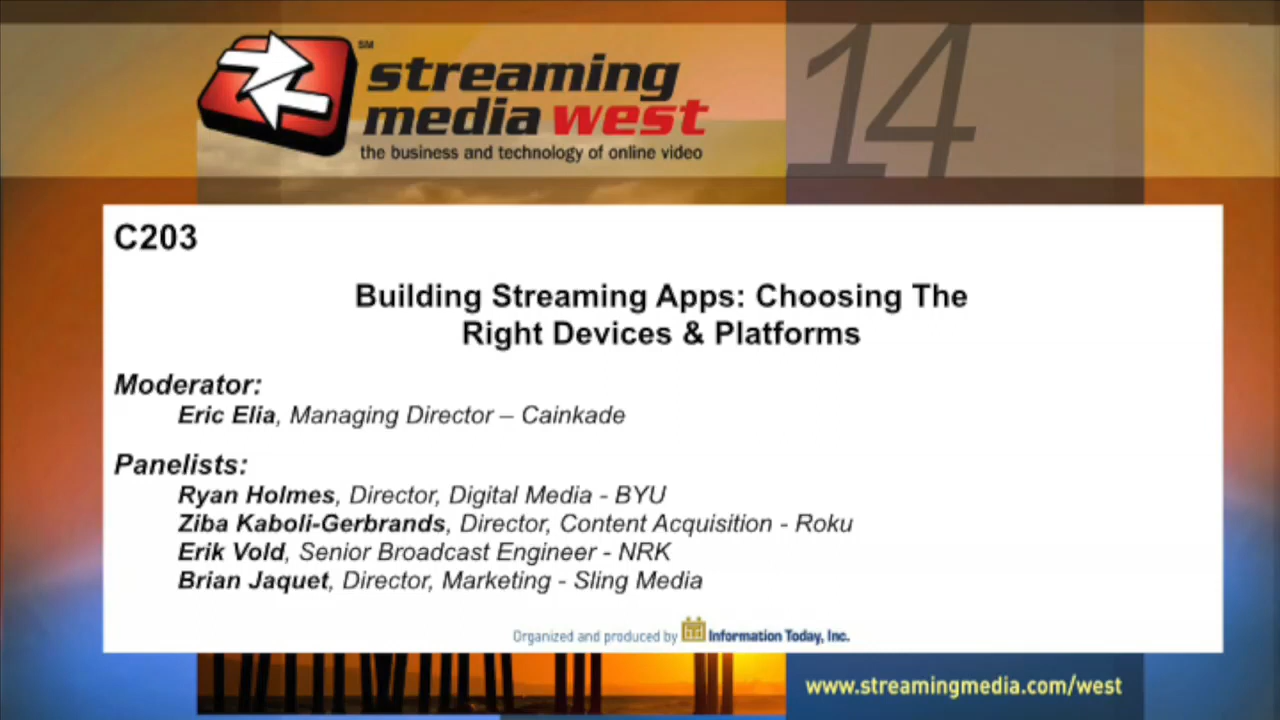 streaming
media west
SM
the business and technology of online video
14
C203
Building Streaming Apps: Choosing The
Right Devices & Platforms
Moderator:
Eric Elia, Managing Director – Cainkade
Panelists:
Ryan Holmes, Director, Digital Media - BYU
Ziba Kaboli-Gerbrands, Director, Content Acquisition - Roku
Erik Vold, Senior Broadcast Engineer - NRK
Brian Jaquet, Director, Marketing - Sling Media
Organized and produced by Information Today, Inc.
www.streamingmedia.com/west